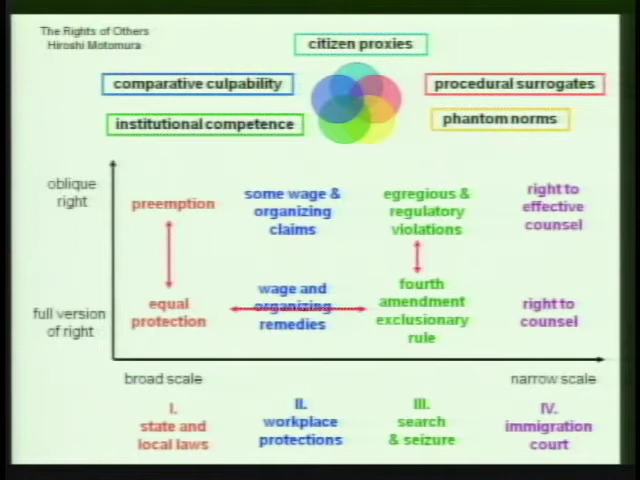 The Rights of Others
Hiroshi Motomura
citizen proxies
comparative culpability
procedural surrogates
institutional competence
phantom norms
oblique
right
preemption
some wage &
organizing
claims
egregious &
regulatory
violations
right to
effective
counsel
full version
of right
equal
protection
wage and
organizing
remedies
fourth
amendment
exclusionary
rule
right to
counsel
broad scale
narrow scale
I.
state and
local laws
II.
workplace
protections
III.
search
& seizure
IV.
immigration
court